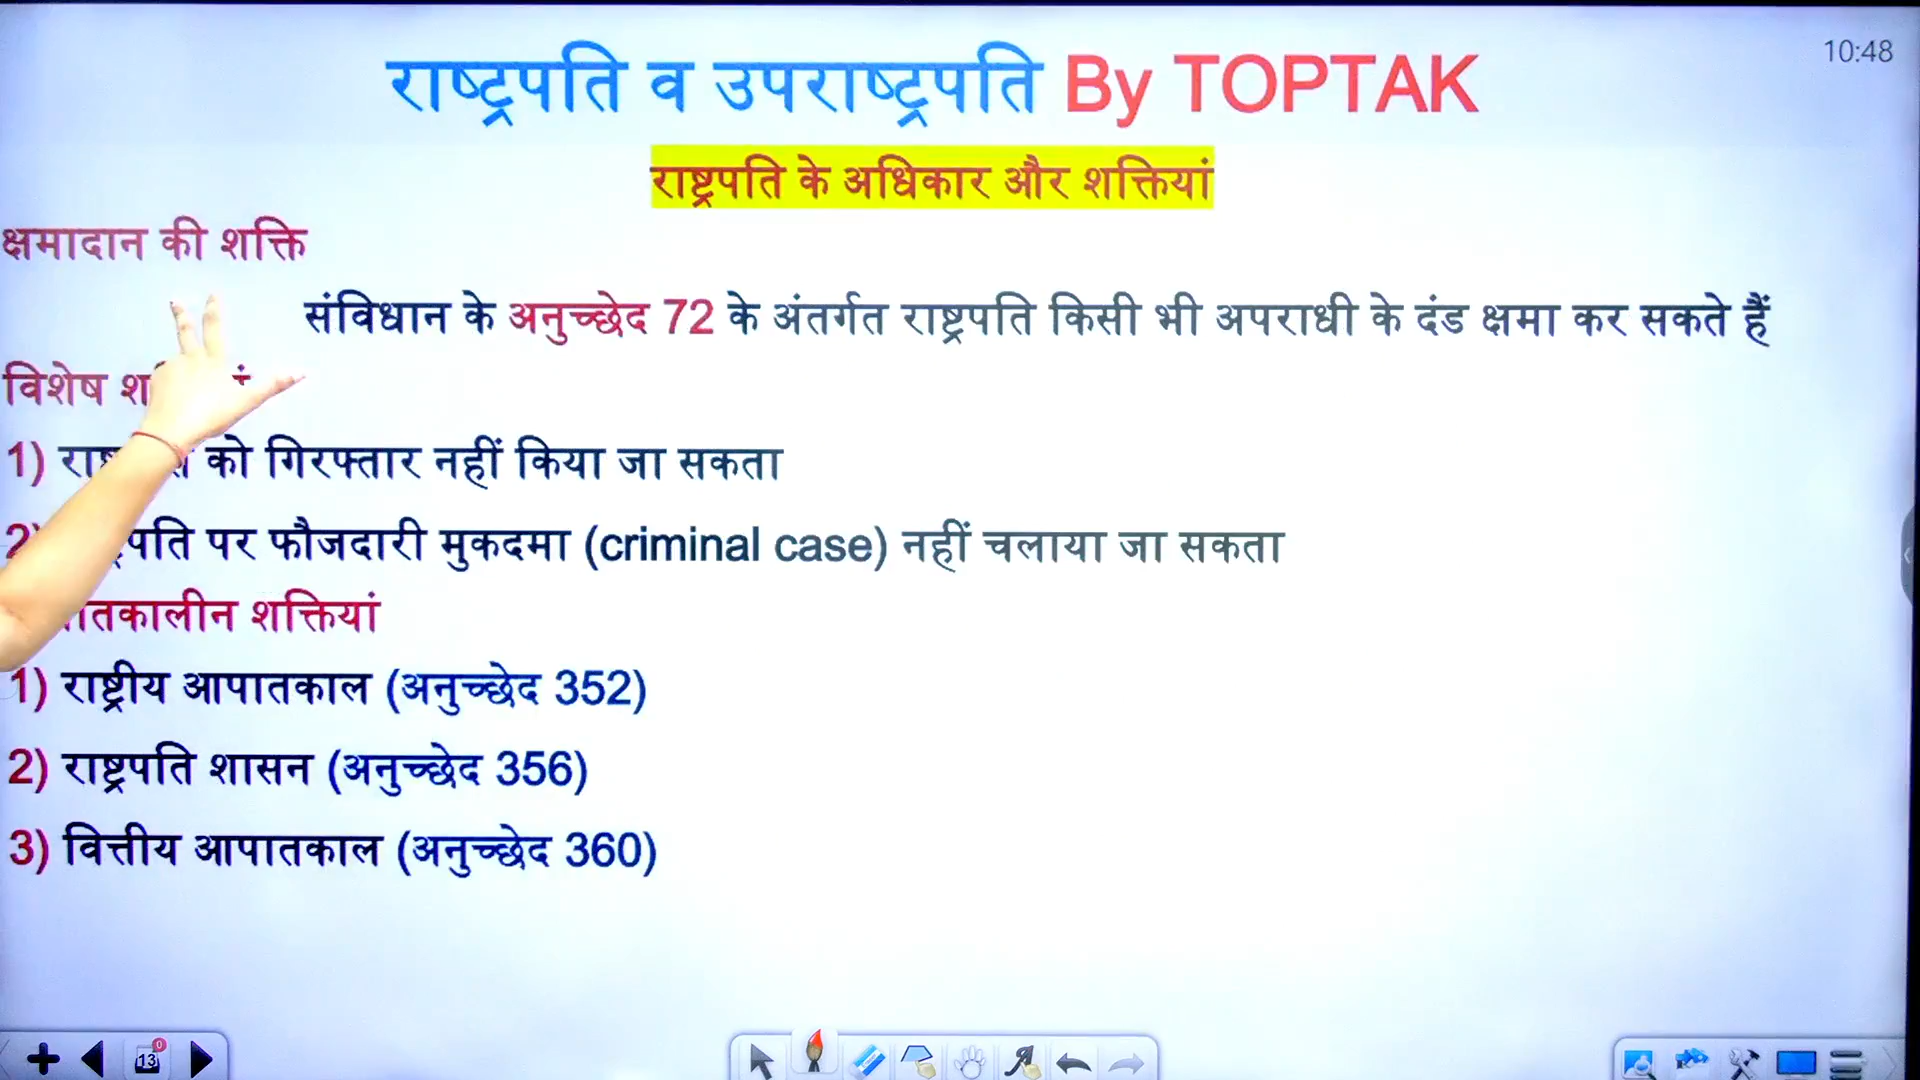 10:48
राष्ट्रपति व उपराष्ट्रपति By TOPTAK
राष्ट्रपति के अधिकार और शक्तियां
क्षमादान की शक्ति
संविधान के अनुच्छेद 72 के अंतर्गत राष्ट्रपति किसी भी अपराधी के दंड क्षमा कर सकते हैं
विशेष
1) को गिरफ्तार नहीं किया जा सकता
2) पर फौजदारी मुकदमा (criminal case) नहीं चलाया जा सकता
शक्तियां
1) राष्ट्रीय आपातकाल (अनुच्छेद 352)
2) राष्ट्रपति शासन (अनुच्छेद 356)
3) वित्तीय आपातकाल (अनुच्छेद 360)
13
0